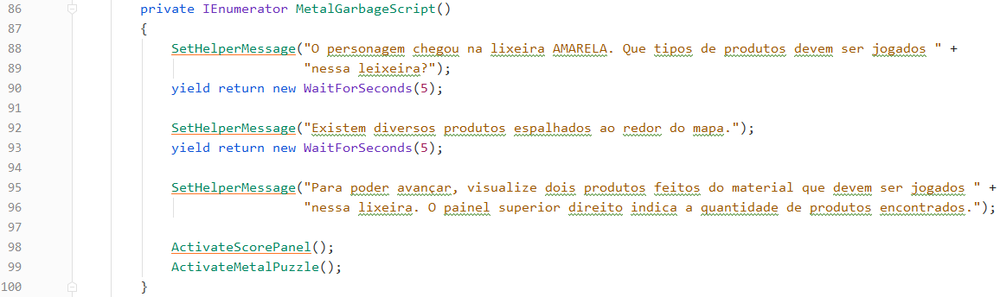 86 private IEnumerator MetalGarbageScript()
87 {
88 SetHelperMessage("O personagem chegou na lixeira AMARELA. Que tipos de produtos devem ser jogados " +
89 "nessa leixeira?");
90 yield return new WaitForSeconds(5);
91
92 SetHelperMessage("Existem diversos produtos espalhados ao redor do mapa.");
93 yield return new WaitForSeconds(5);
94
95 SetHelperMessage("Para poder avançar, visualize dois produtos feitos do material que devem ser jogados " +
96 "nessa lixeira. O painel superior direito indica a quantidade de produtos encontrados.");
97
98 ActivateScorePanel();
99 ActivateMetalPuzzle();
100 }